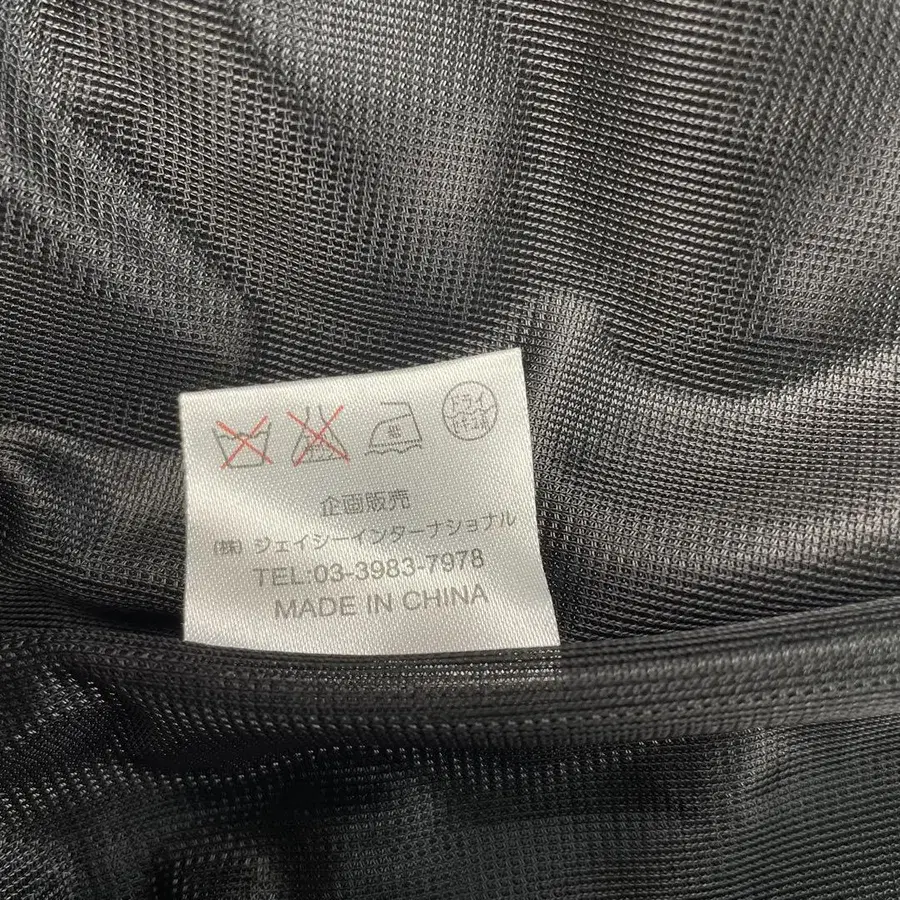 ドライ
企画販売
(株) ジェイシーインターナショナル
TEL:03-3983-7978
MADE IN CHINA